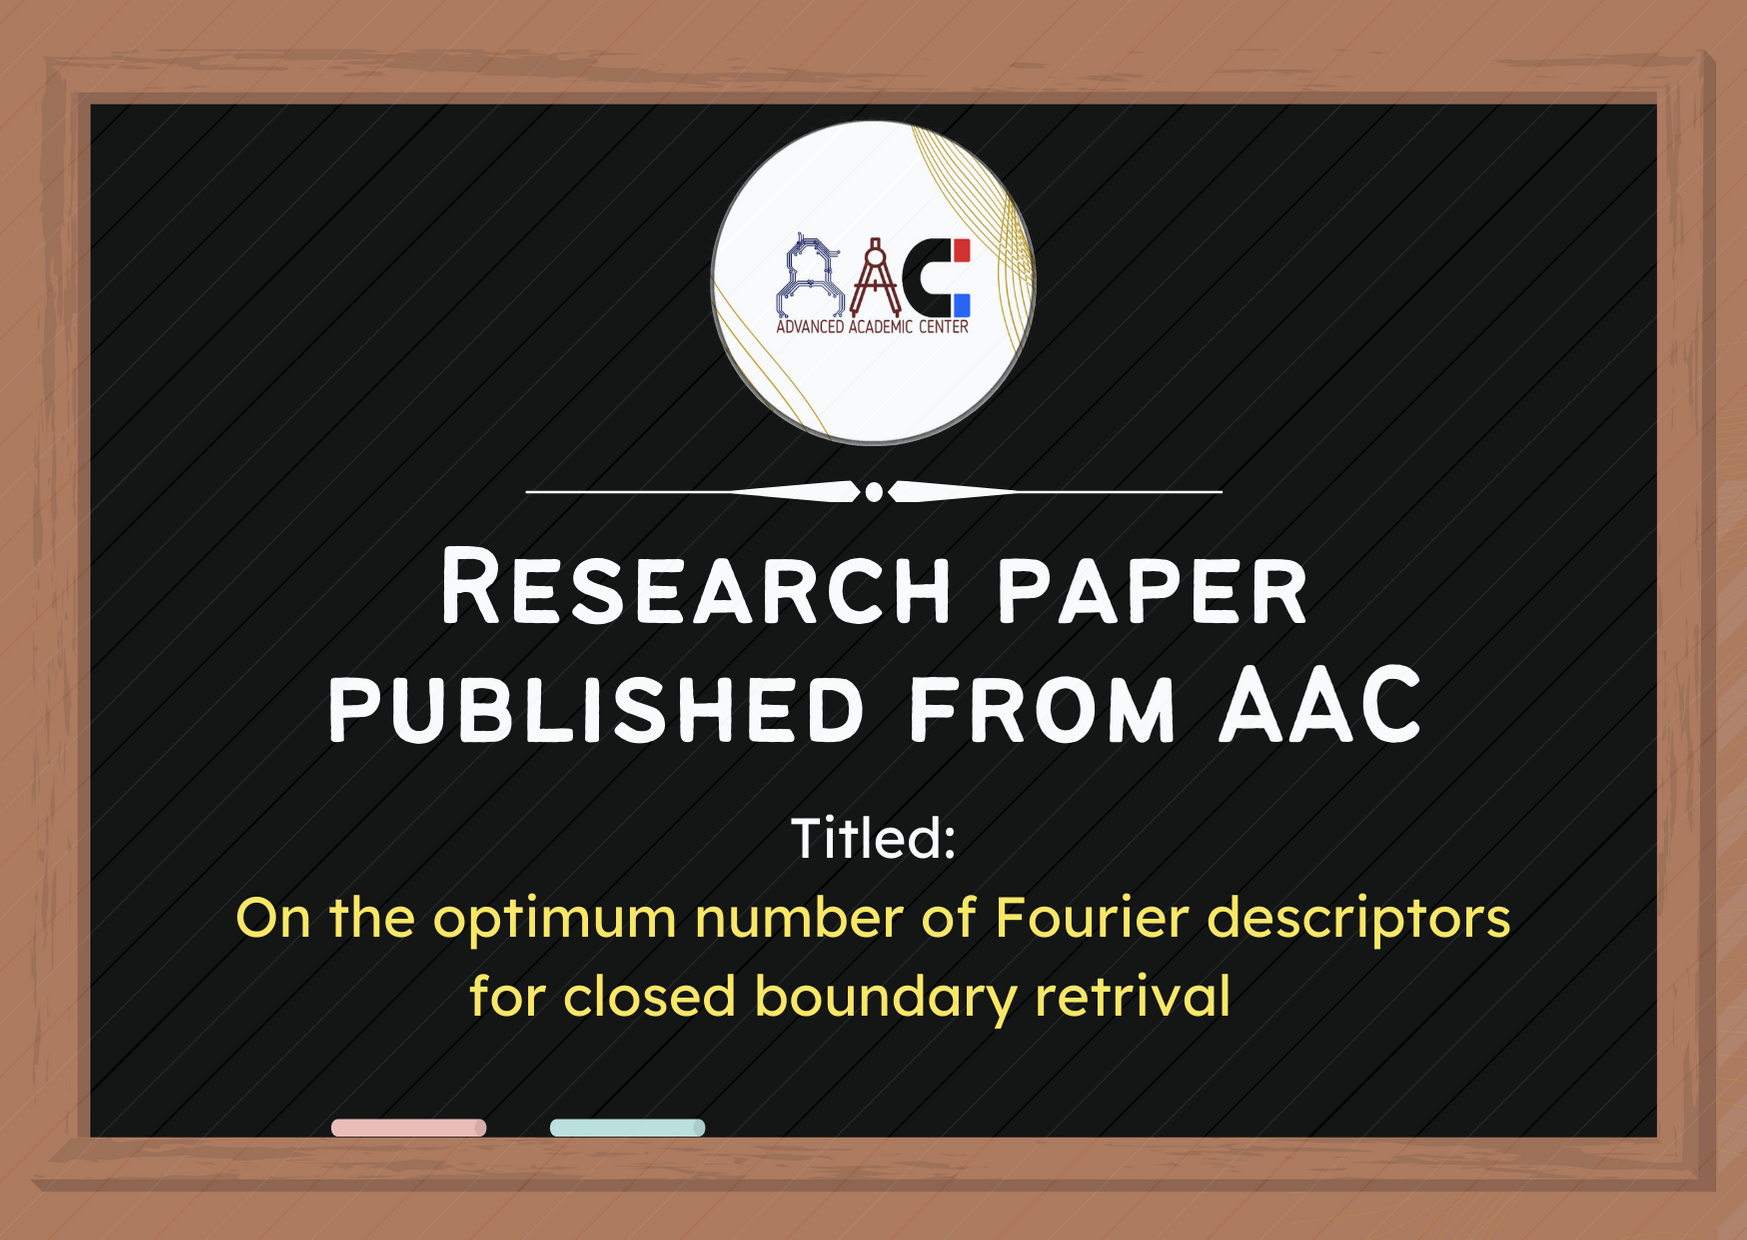 AAC
ADVANCED ACADEMIC CENTER
RESEARCH PAPER
PUBLISHED FROM AAC
Titled:
On the optimum number of Fourier descriptors
for closed boundary retrival